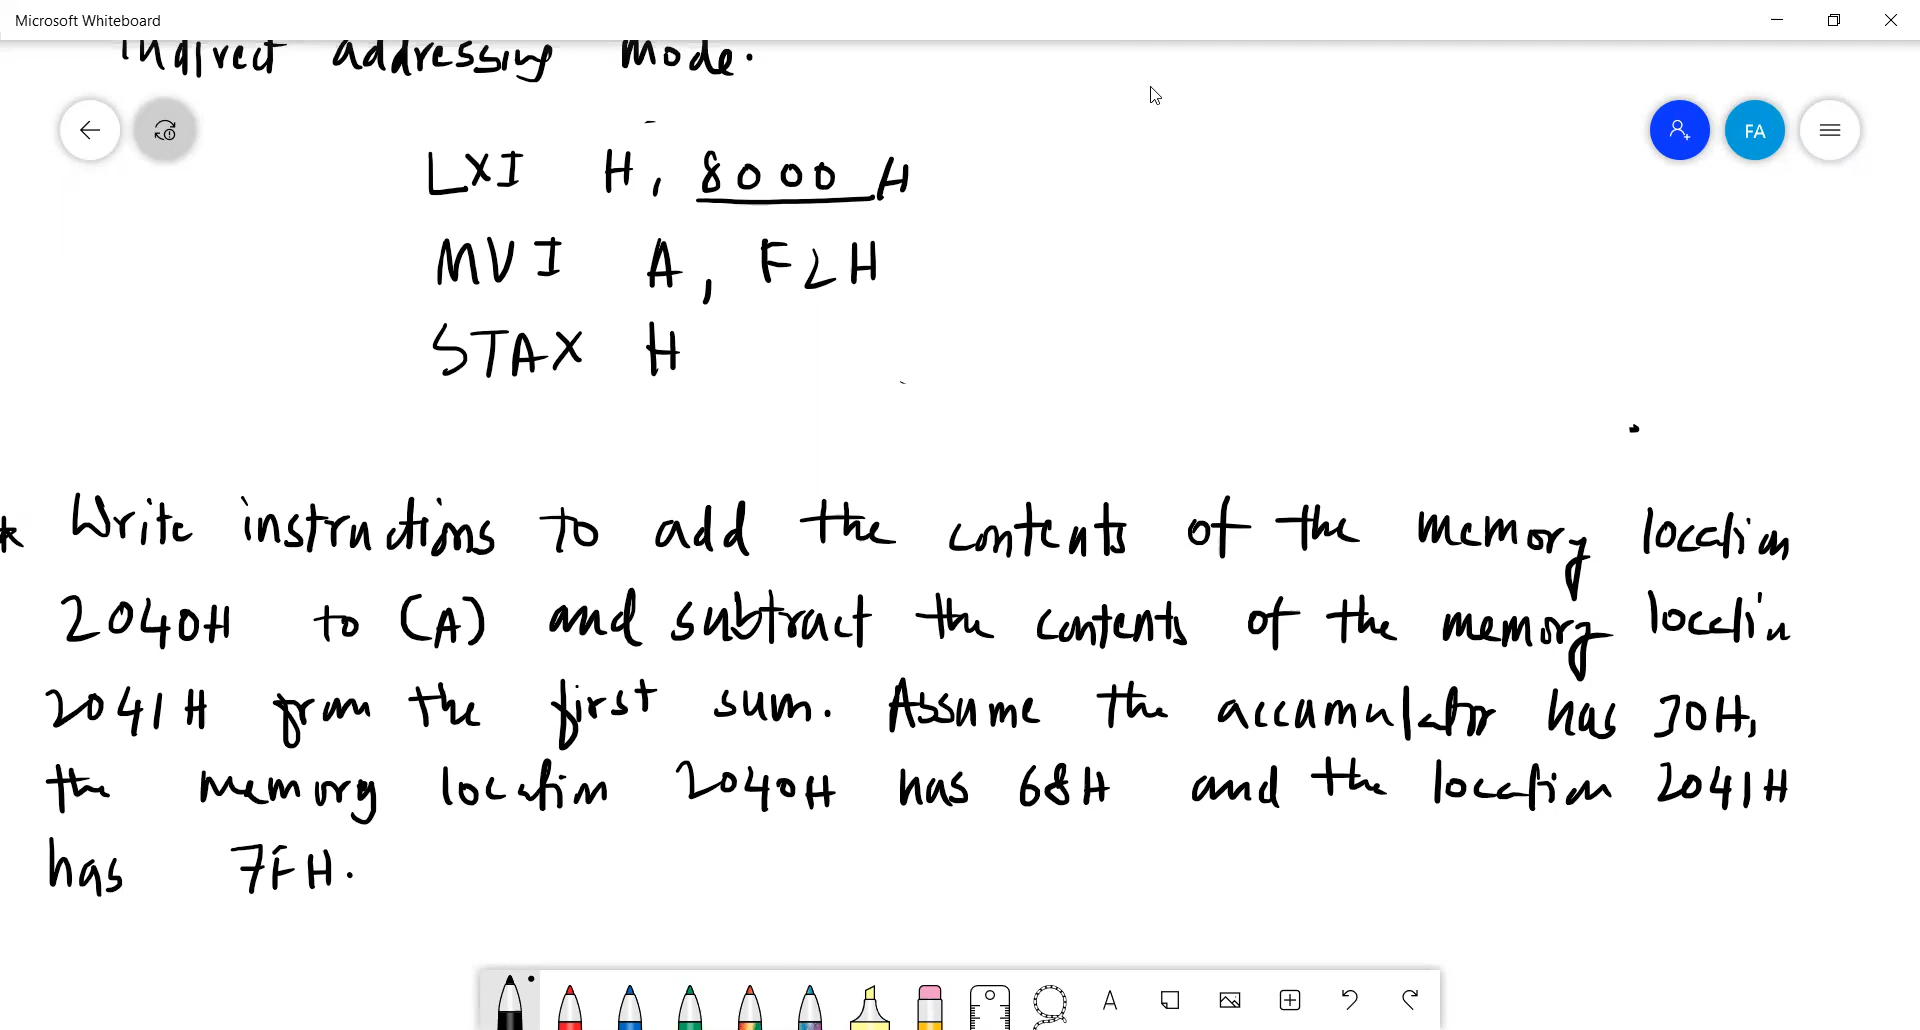 Microsoft Whiteboard
indirect addressing mode.
FA
LXI H, 8000H
MVI A, F2H
STAX H
* Write instructions to add the contents of the memory location
2040H to (A) and subtract the contents of the memory location
2041H from the first sum. Assume the accumulator has 30H,
the memory location 2040H has 68H and the location 2041H
has 7FH.
A